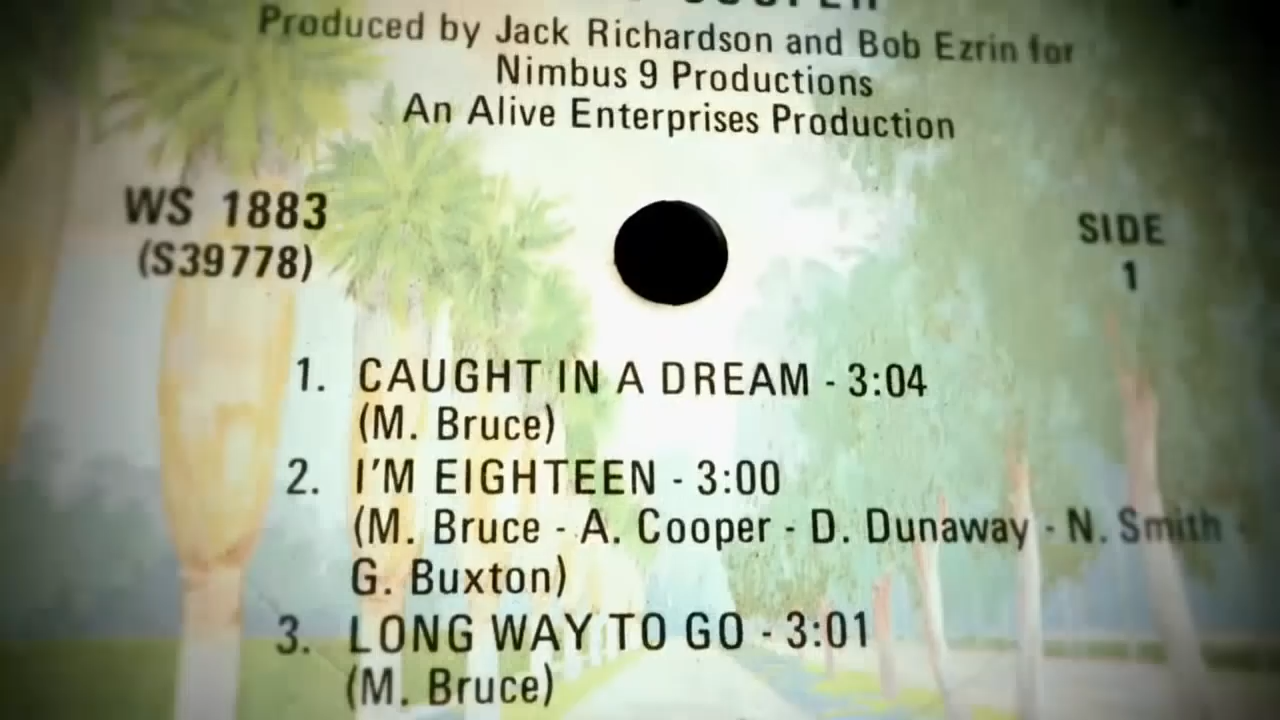 Produced by Jack Richardson and Bob Ezrin for
Nimbus 9 Productions
An Alive Enterprises Production
WS 1883
(S39778)
SIDE
1
1. CAUGHT IN A DREAM - 3:04
(M. Bruce)
2. I'M EIGHTEEN - 3:00
(M. Bruce - A. Cooper - D. Dunaway - N. Smith -
G. Buxton)
3. LONG WAY TO GO - 3:01
(M. Bruce)